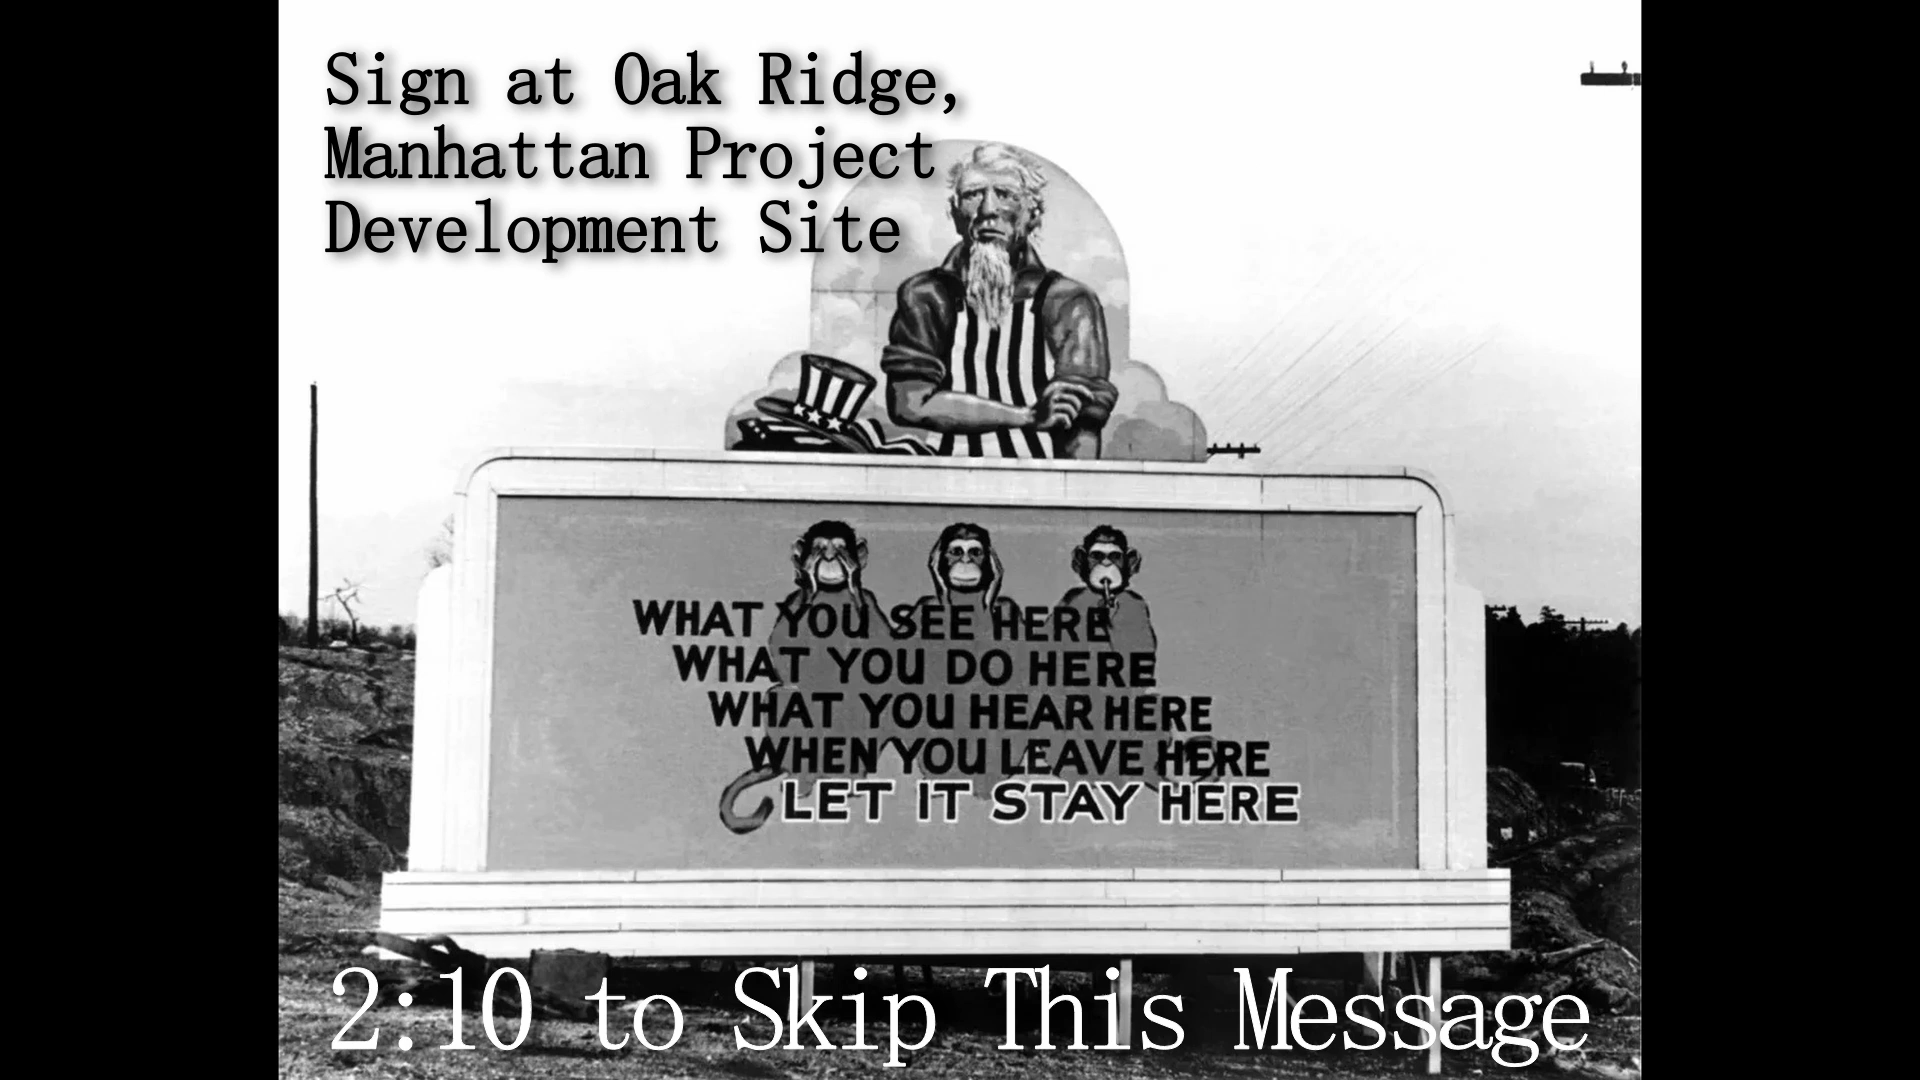 Sign at Oak Ridge,
Manhattan Project
Development Site
WHAT YOU SEE HERE
WHAT YOU DO HERE
WHAT YOU HEAR HERE
WHEN YOU LEAVE HERE
LET IT STAY HERE
2:10 to Skip This Message